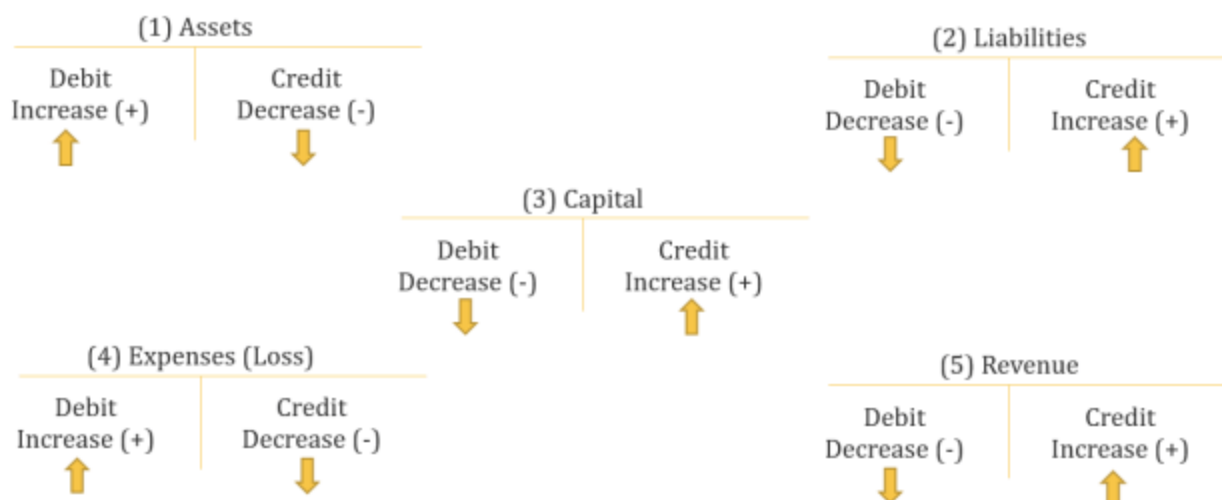 (1) Assets
Debit Credit
Increase (+) Decrease (-)
(2) Liabilities
Debit Credit
Decrease (-) Increase (+)
(3) Capital
Debit Credit
Decrease (-) Increase (+)
(4) Expenses (Loss)
Debit Credit
Increase (+) Decrease (-)
(5) Revenue
Debit Credit
Decrease (-) Increase (+)